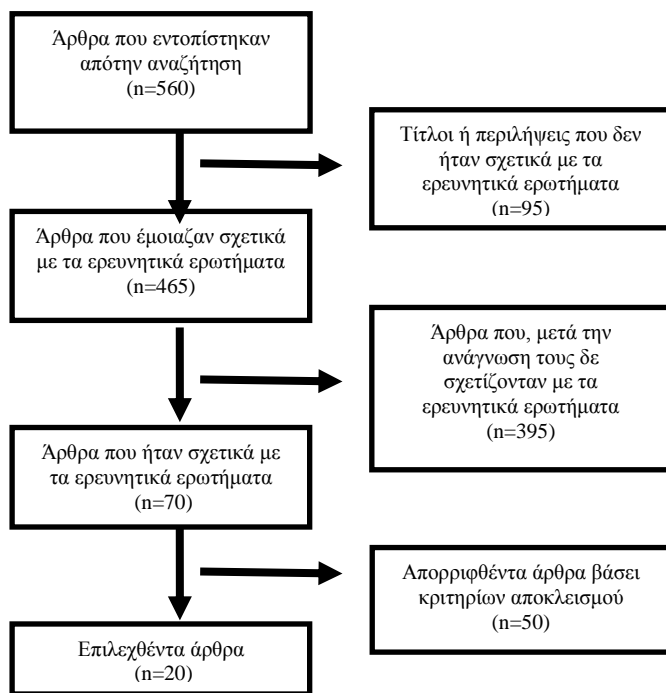 Άρθρα που εντοπίστηκαν
απότην αναζήτηση
(n=560)
Τίτλοι ή περιλήψεις που δεν
ήταν σχετικά με τα
ερευνητικά ερωτήματα
(n=95)
Άρθρα που έμοιαζαν σχετικά
με τα ερευνητικά ερωτήματα
(n=465)
Άρθρα που, μετά την
ανάγνωση τους δε
σχετίζονταν με τα
ερευνητικά ερωτήματα
(n=395)
Άρθρα που ήταν σχετικά με
τα ερευνητικά ερωτήματα
(n=70)
Απορριφθέντα άρθρα βάσει
κριτηρίων αποκλεισμού
(n=50)
Επιλεχθέντα άρθρα
(n=20)